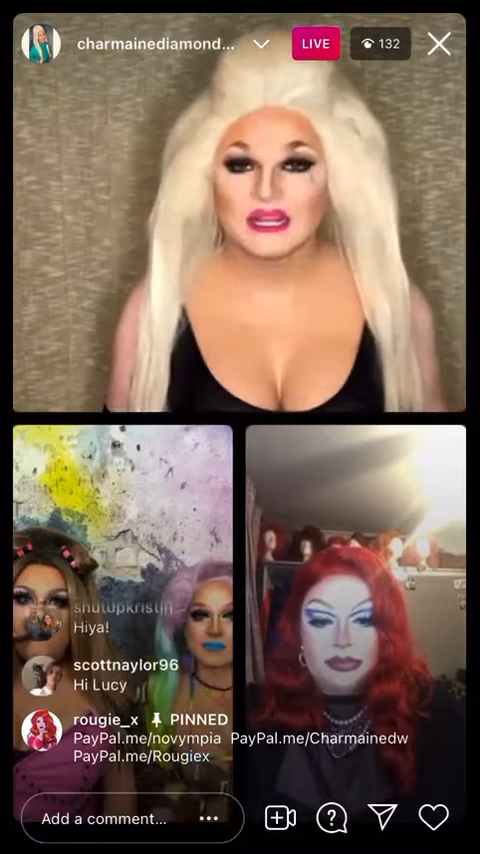 charmainediamond...
LIVE
132
shutupkristin
Hiya!
scottnaylor96
Hi Lucy
rougie_x PINNED
PayPal.me/novympia PayPal.me/Charmainedw
PayPal.me/Rougiex
Add a comment...